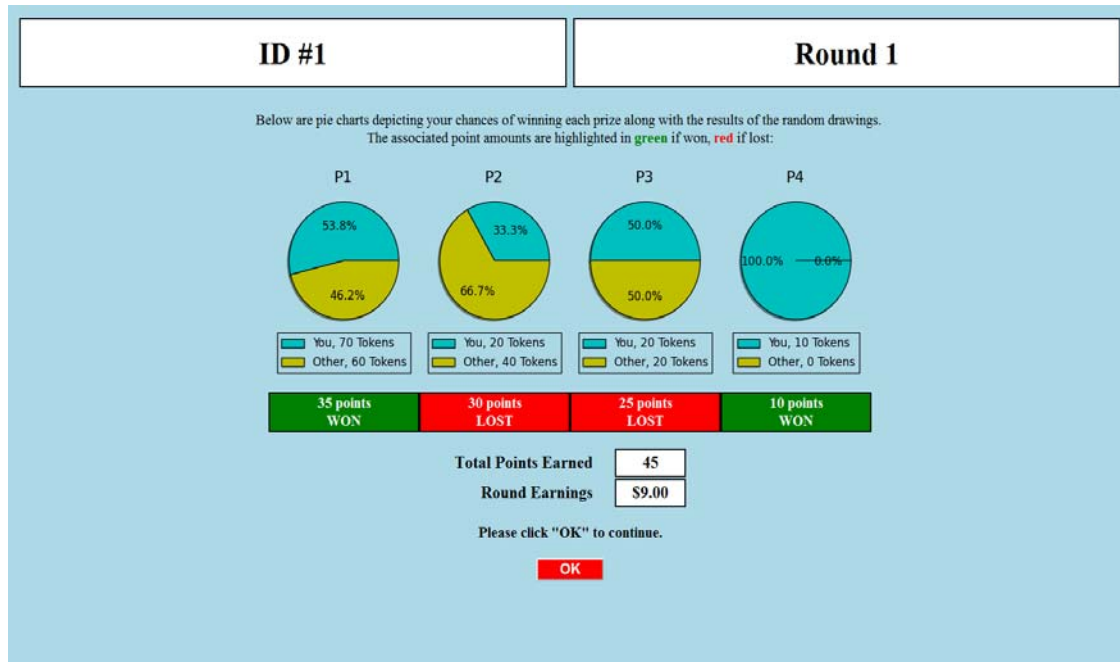 ID #1
Round 1
Below are pie charts depicting your chances of winning each prize along with the results of the random drawings.
The associated point amounts are highlighted in green if won, red if lost:
P1
P2
P3
P4
53.8%
46.2%
33.3%
66.7%
50.0%
50.0%
100.0%
0.0%
You, 70 Tokens
Other, 60 Tokens
You, 20 Tokens
Other, 40 Tokens
You, 20 Tokens
Other, 20 Tokens
You, 10 Tokens
Other, 0 Tokens
35 points
WON
30 points
LOST
25 points
LOST
10 points
WON
Total Points Earned 45
Round Earnings $9.00
Please click "OK" to continue.
OK